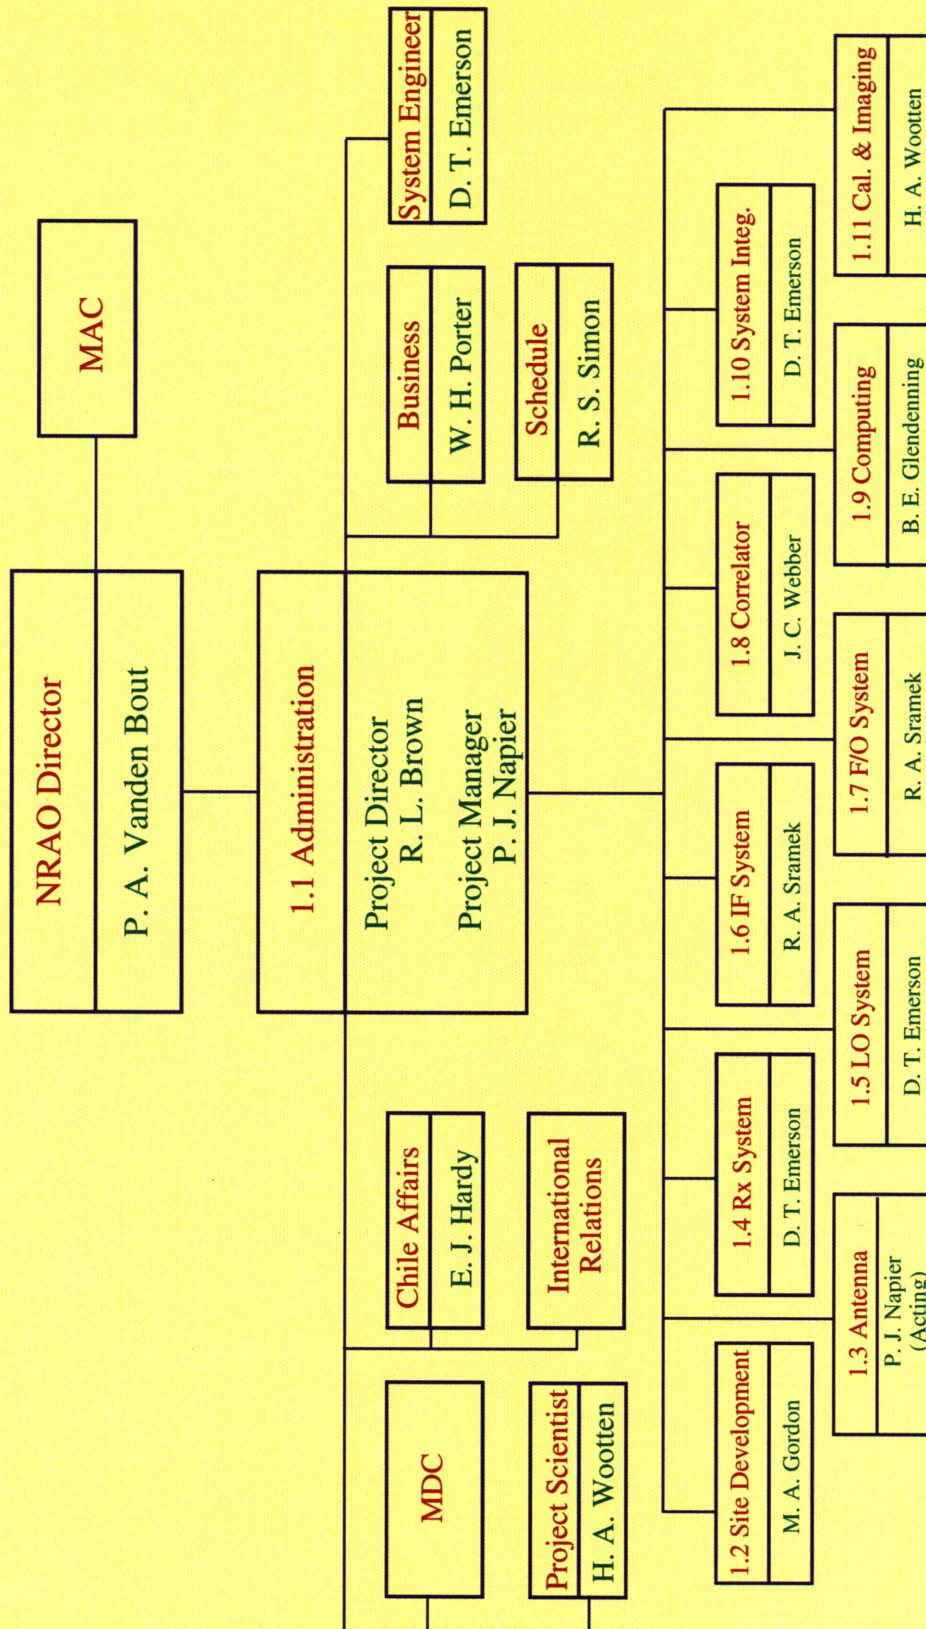 NRAO Director
P. A. Vanden Bout
MAC
1.1 Administration
Project Director
R. L. Brown
Project Manager
P. J. Napier
MDC
Project Scientist
H. A. Wootten
Chile Affairs
E. J. Hardy
International
Relations
Business
W. H. Porter
Schedule
R. S. Simon
System Engineer
D. T. Emerson
1.2 Site Development
M. A. Gordon
1.3 Antenna
P. J. Napier
(Acting)
1.4 Rx System
D. T. Emerson
1.5 LO System
D. T. Emerson
1.6 IF System
R. A. Sramek
1.7 F/O System
R. A. Sramek
1.8 Correlator
J. C. Webber
1.9 Computing
B. E. Glendenning
1.10 System Integ.
D. T. Emerson
1.11 Cal. & Imaging
H. A. Wootten